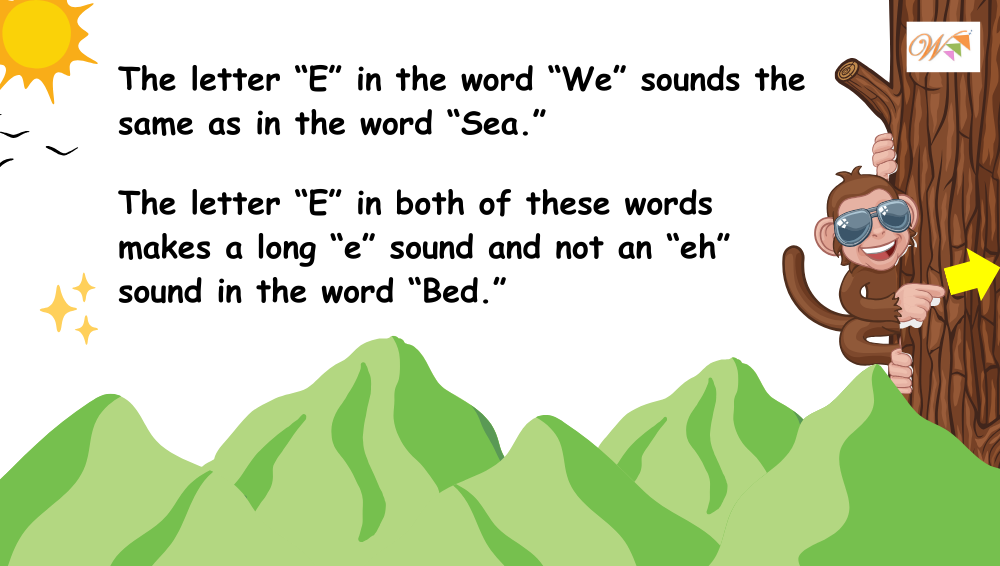 The letter “E” in the word “We” sounds the
same as in the word “Sea.”
The letter “E” in both of these words
makes a long “e” sound and not an “eh”
sound in the word “Bed.”